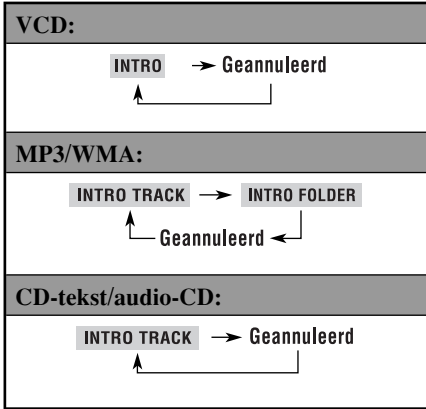 VCD:
INTRO Geannuleerd
MP3/WMA:
INTRO TRACK INTRO FOLDER
Geannuleerd
CD-tekst/audio-CD:
INTRO TRACK Geannuleerd